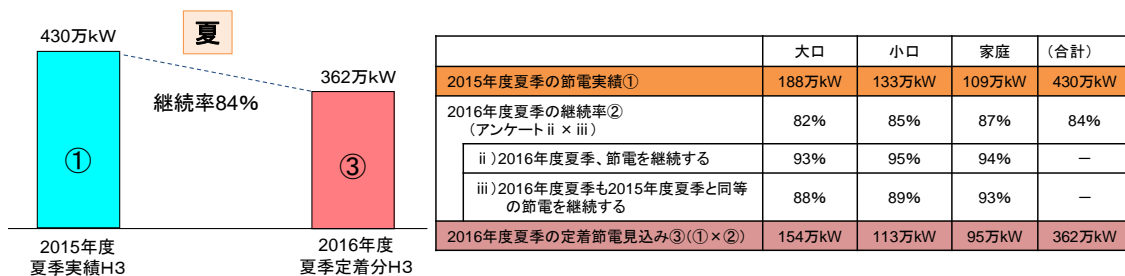 夏
430万kW
362万kW
継続率84%
①
③
2015年度
夏季実績H3
2016年度
夏季定着分H3
大口 小口 家庭 (合計)
2015年度夏季の節電実績① 188万kW 133万kW 109万kW 430万kW
2016年度夏季の継続率②
(アンケートⅱ×ⅲ) 82% 85% 87% 84%
ⅱ)2016年度夏季、節電を継続する 93% 95% 94% −
ⅲ)2016年度夏季も2015年度夏季と同等
の節電を継続する 88% 89% 93% −
2016年度夏季の定着節電見込み③(①×②) 154万kW 113万kW 95万kW 362万kW